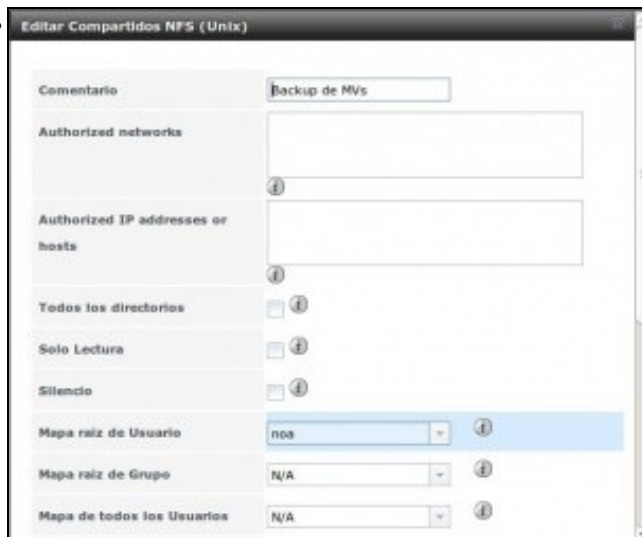 Editar Compartidos NFS (Unix)
Comentario
Backup de MVs
Authorized networks
Authorized IP addresses or
hosts
Todos los directorios
Solo Lectura
Silencio
Mapa raiz de Usuario
noa
Mapa raiz de Grupo
N/A
Mapa de todos los Usuarios
N/A